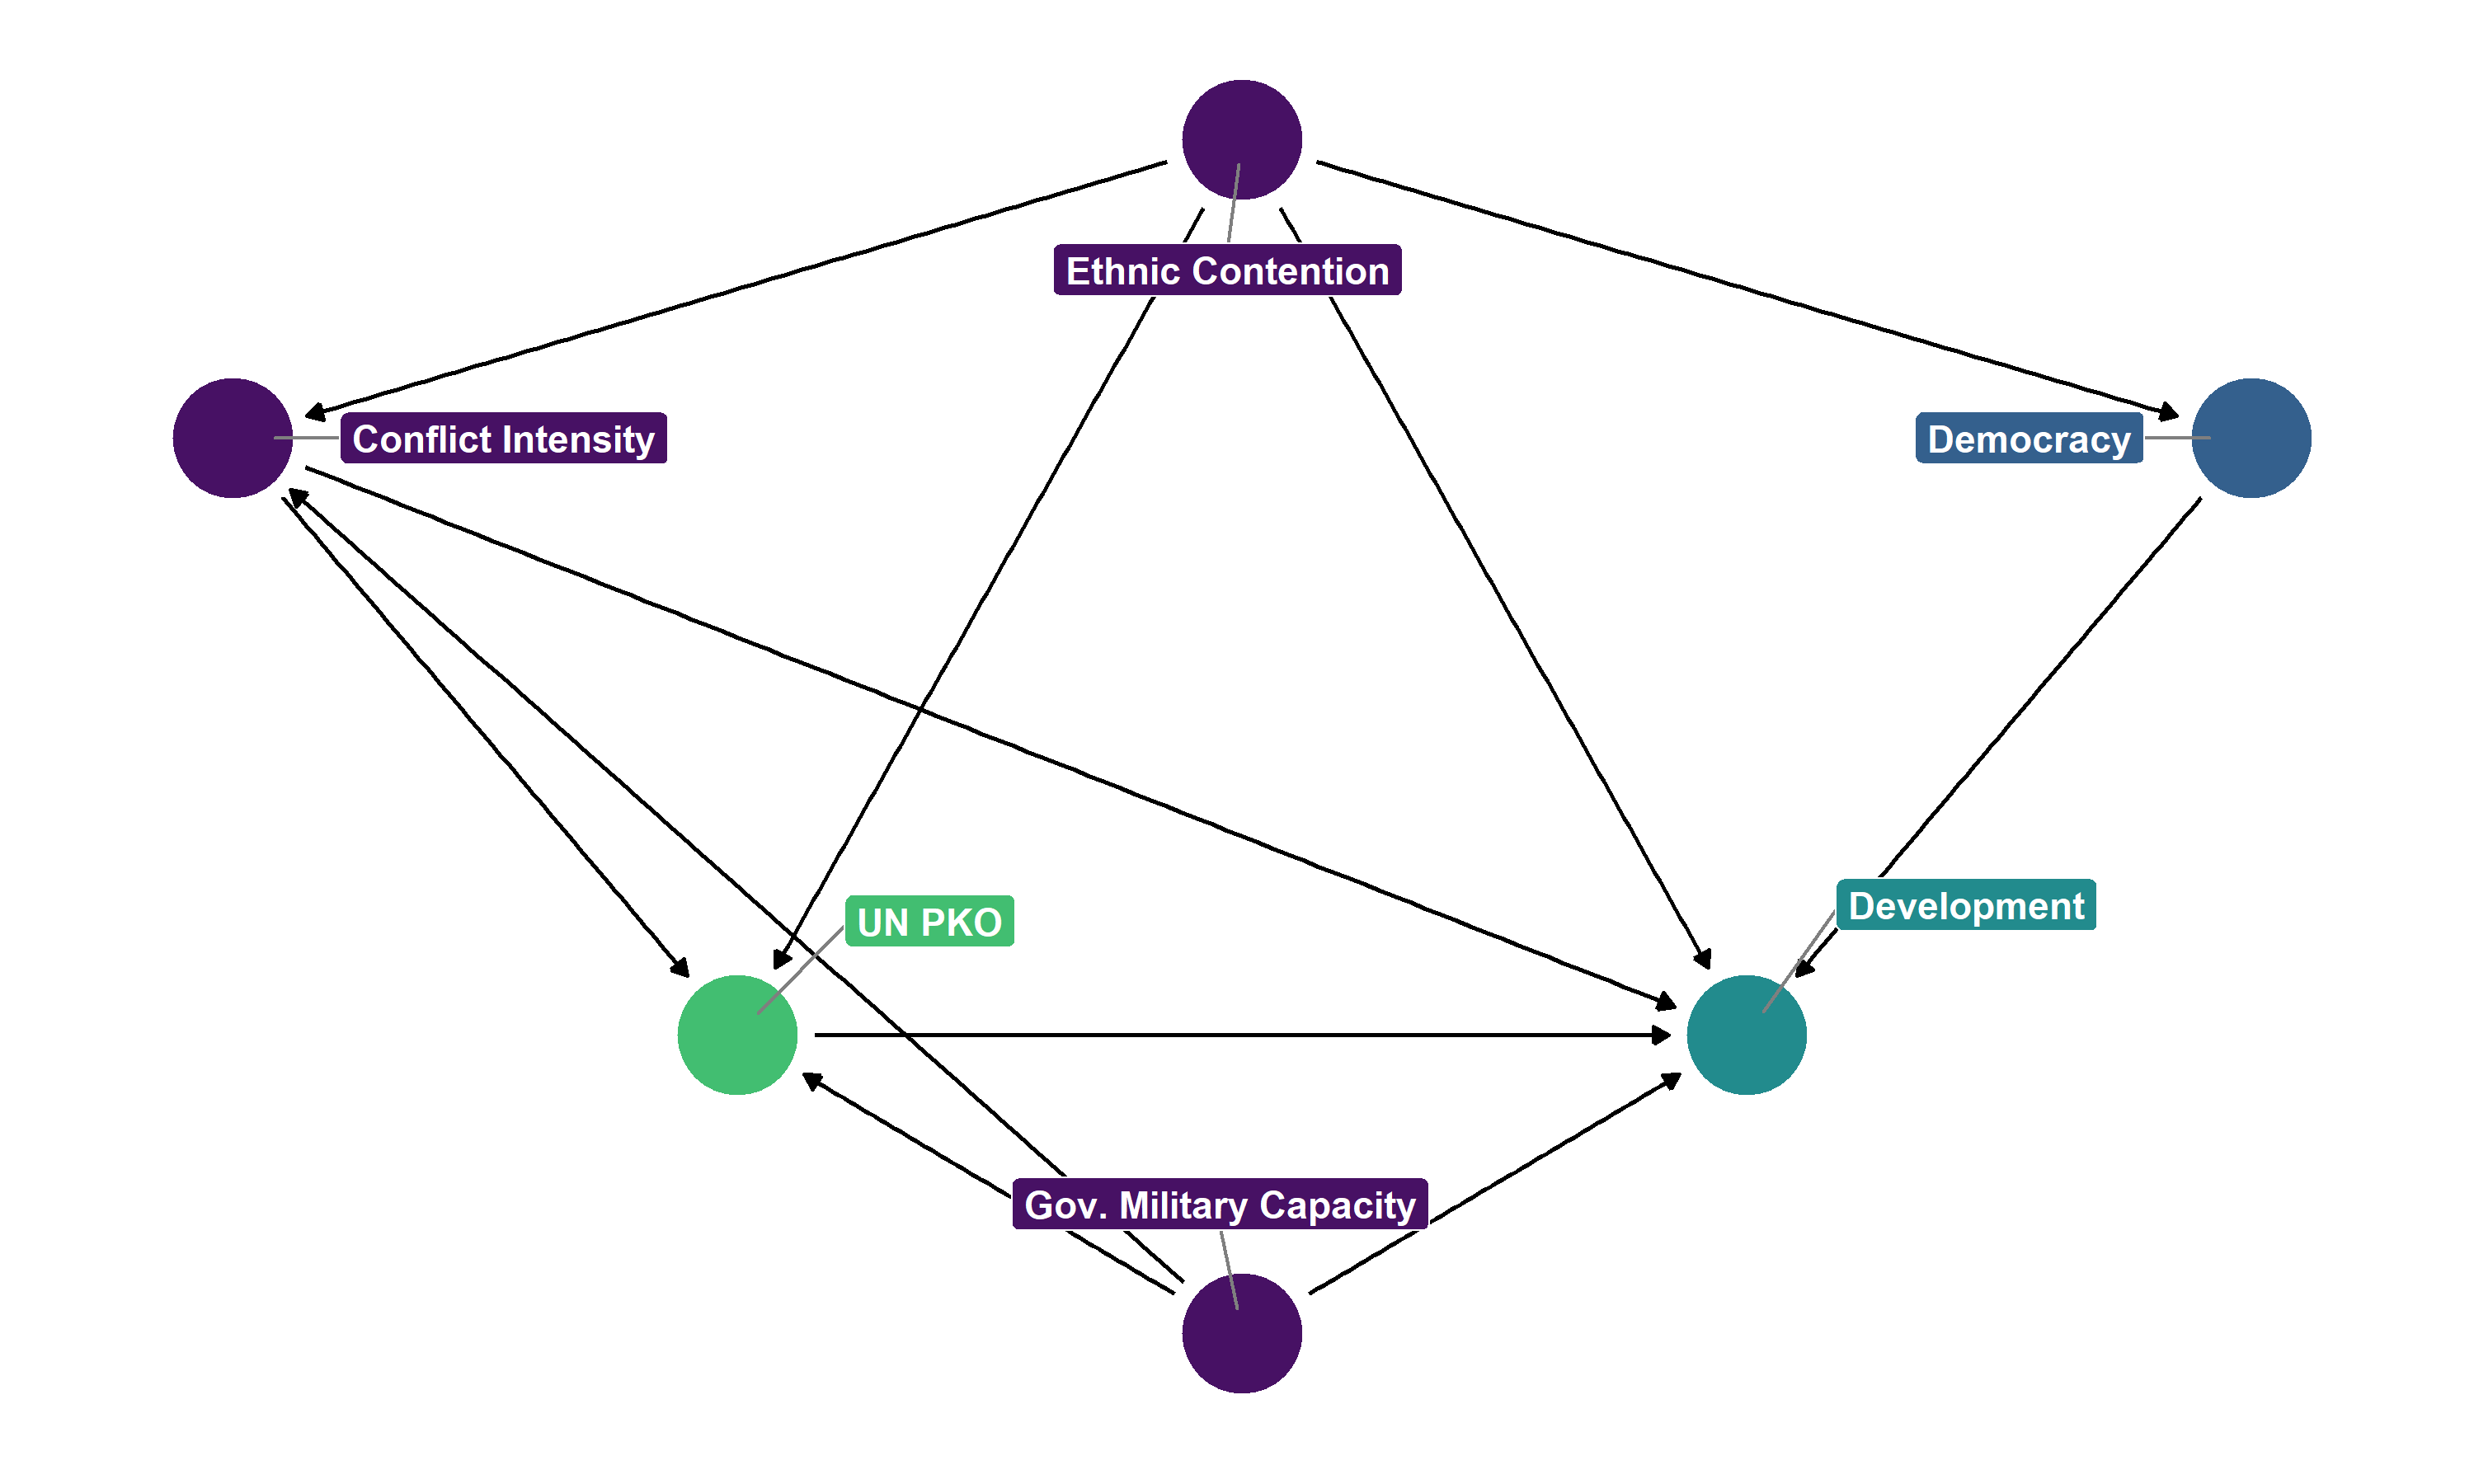 Ethnic Contention
Conflict Intensity
Democracy
UN PKO
Development
Gov. Military Capacity